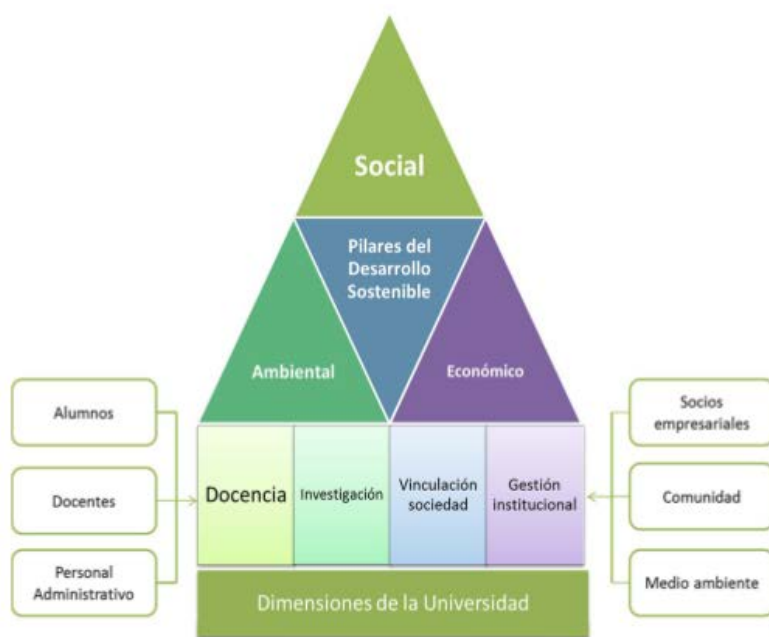 Social
Pilares del
Desarrollo
Sostenible
Ambiental
Económico
Alumnos
Docentes
Personal
Administrativo
Docencia
Investigación
Vinculación
sociedad
Gestión
institucional
Socios
empresariales
Comunidad
Medio ambiente
Dimensiones de la Universidad